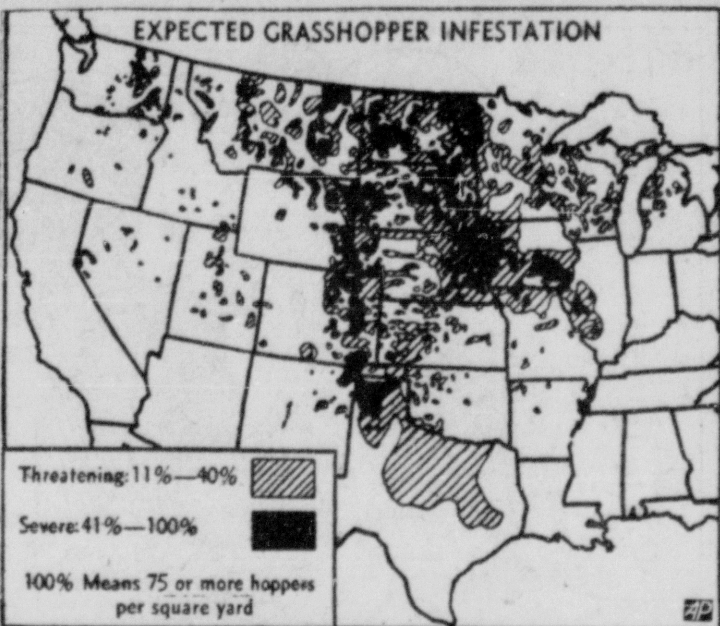 EXPECTED GRASSHOPPER INFESTATION
Threatening: 11%—40%
Severe: 41%—100%
100% Means 75 or more hoppers
per square yard
AP